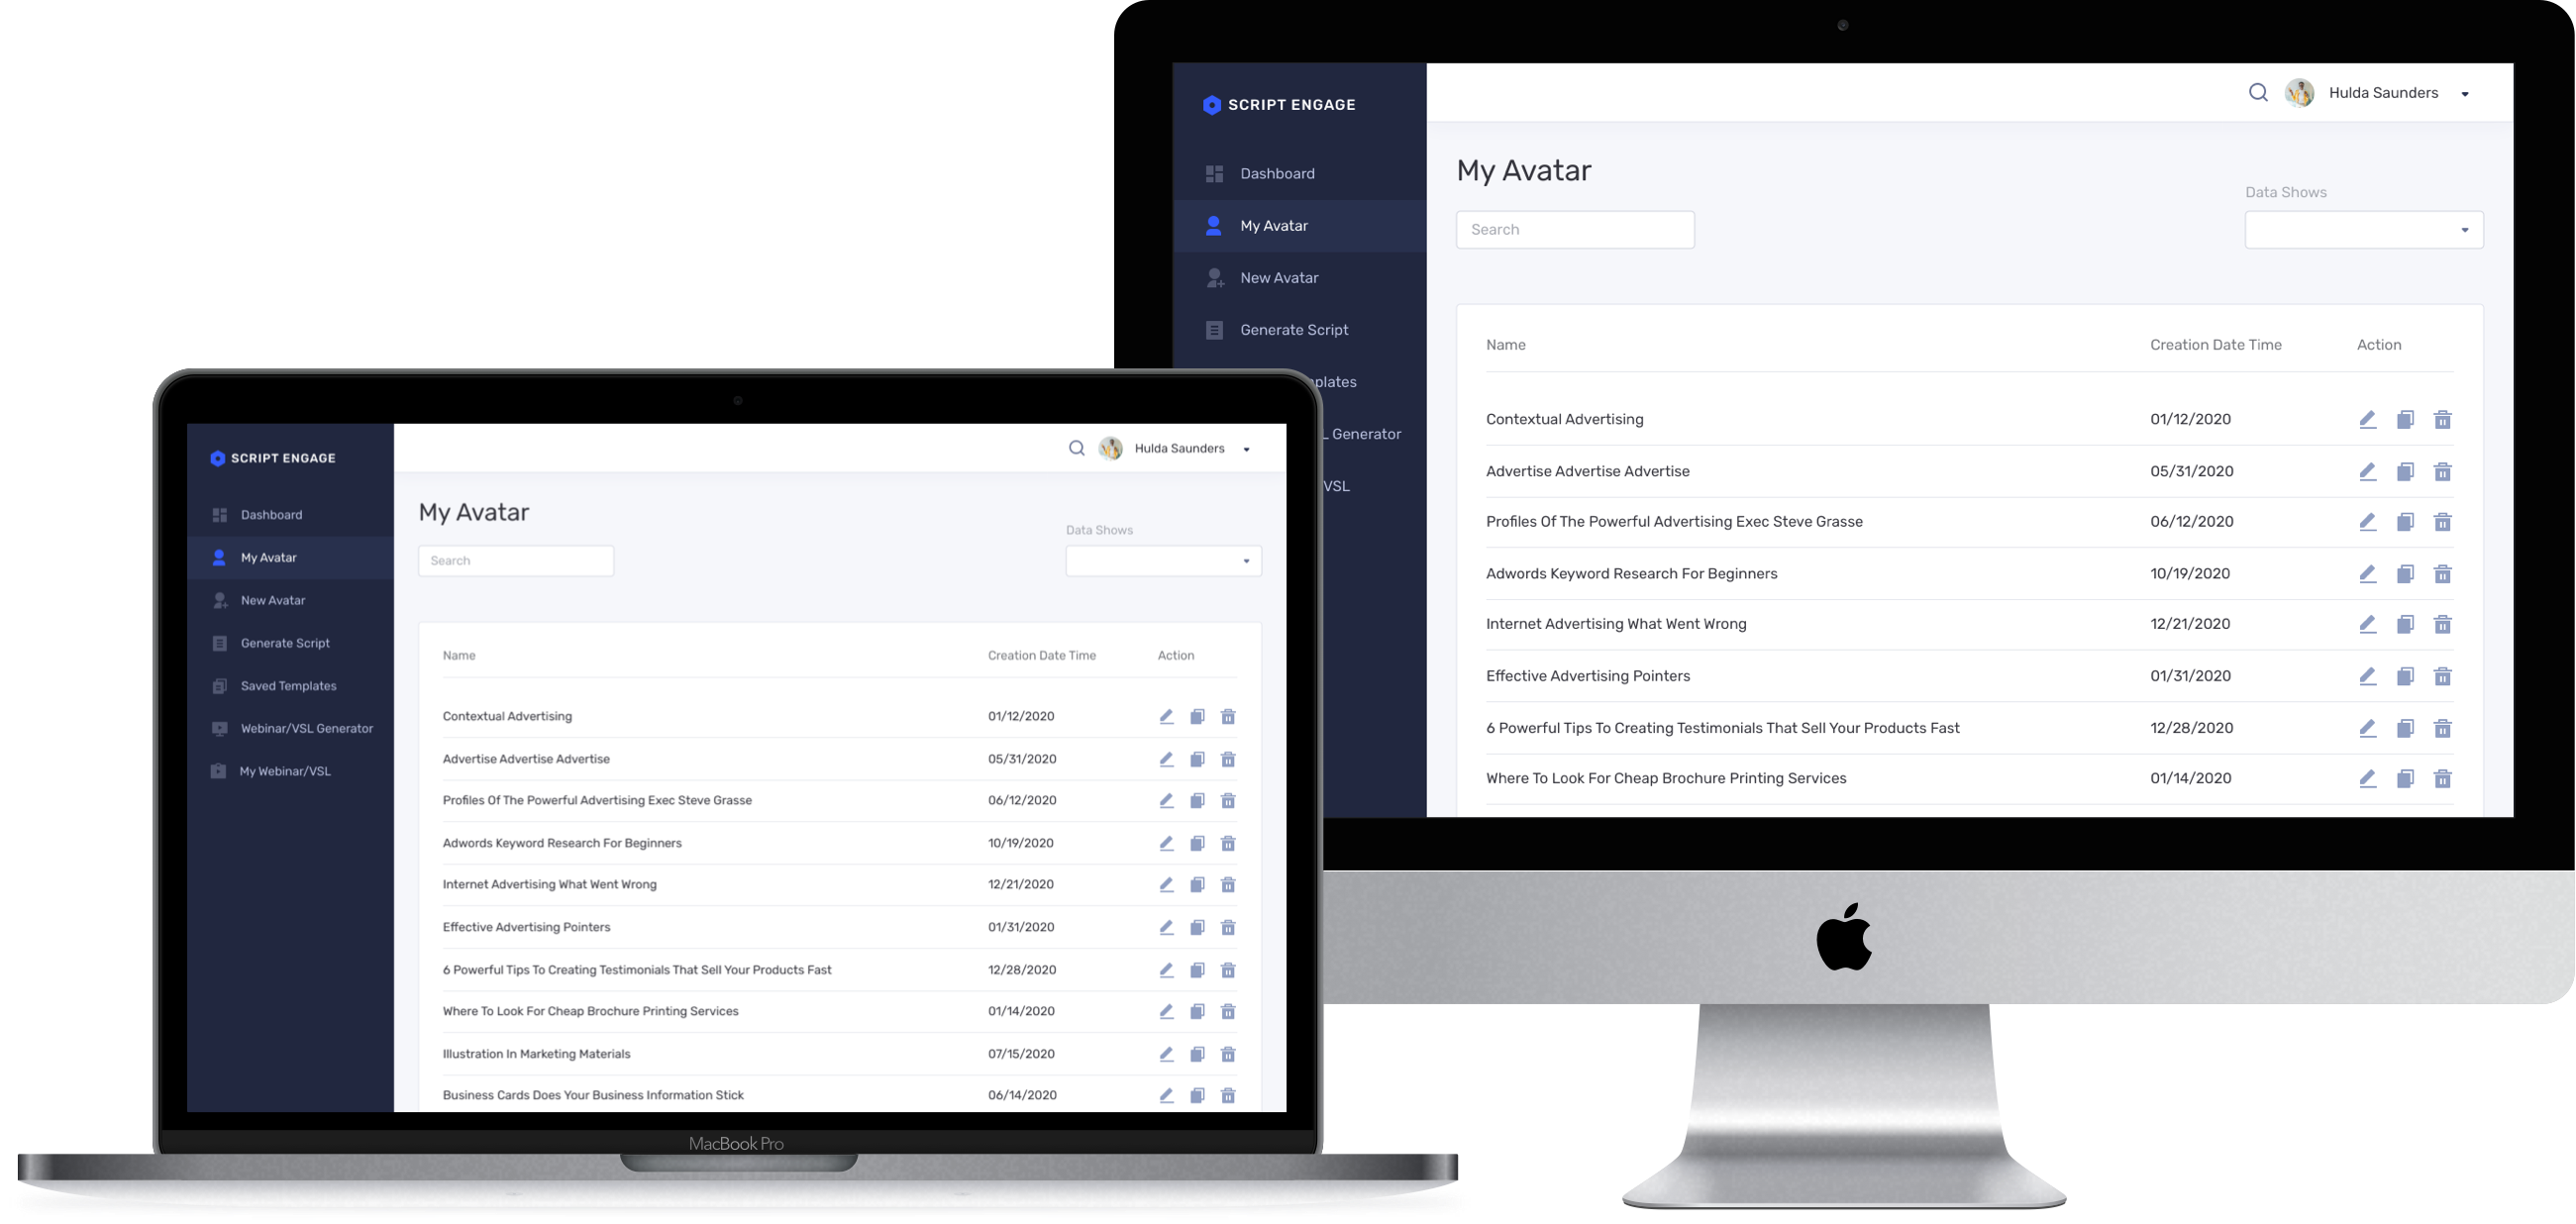 SCRIPT ENGAGE
Hulda Saunders
Dashboard
My Avatar
New Avatar
Generate Script
plates
Generator
VSL
My Avatar
Data Shows
Search
Name Creation Date Time Action
Contextual Advertising 01/12/2020
Advertise Advertise Advertise 05/31/2020
Profiles Of The Powerful Advertising Exec Steve Grasse 06/12/2020
Adwords Keyword Research For Beginners 10/19/2020
Internet Advertising What Went Wrong 12/21/2020
Effective Advertising Pointers 01/31/2020
6 Powerful Tips To Creating Testimonials That Sell Your Products Fast 12/28/2020
Where To Look For Cheap Brochure Printing Services 01/14/2020
SCRIPT ENGAGE
Hulda Saunders
Dashboard
My Avatar
New Avatar
Generate Script
Saved Templates
Webinar/VSL Generator
My Webinar/VSL
My Avatar
Data Shows
Search
Name Creation Date Time Action
Contextual Advertising 01/12/2020
Advertise Advertise Advertise 05/31/2020
Profiles Of The Powerful Advertising Exec Steve Grasse 06/12/2020
Adwords Keyword Research For Beginners 10/19/2020
Internet Advertising What Went Wrong 12/21/2020
Effective Advertising Pointers 01/31/2020
6 Powerful Tips To Creating Testimonials That Sell Your Products Fast 12/28/2020
Where To Look For Cheap Brochure Printing Services 01/14/2020
Illustration In Marketing Materials 07/15/2020
Business Cards Does Your Business Information Stick 06/14/2020
MacBook Pro